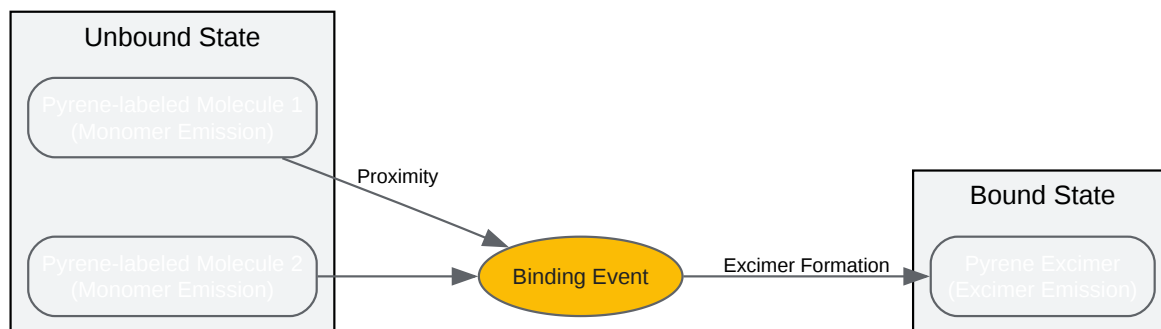 Unbound State
Pyrene-labeled Molecule 1
(Monomer Emission)
Proximity
Pyrene-labeled Molecule 2
(Monomer Emission)
Binding Event
Excimer Formation
Bound State
Pyrene Excimer
(Excimer Emission)